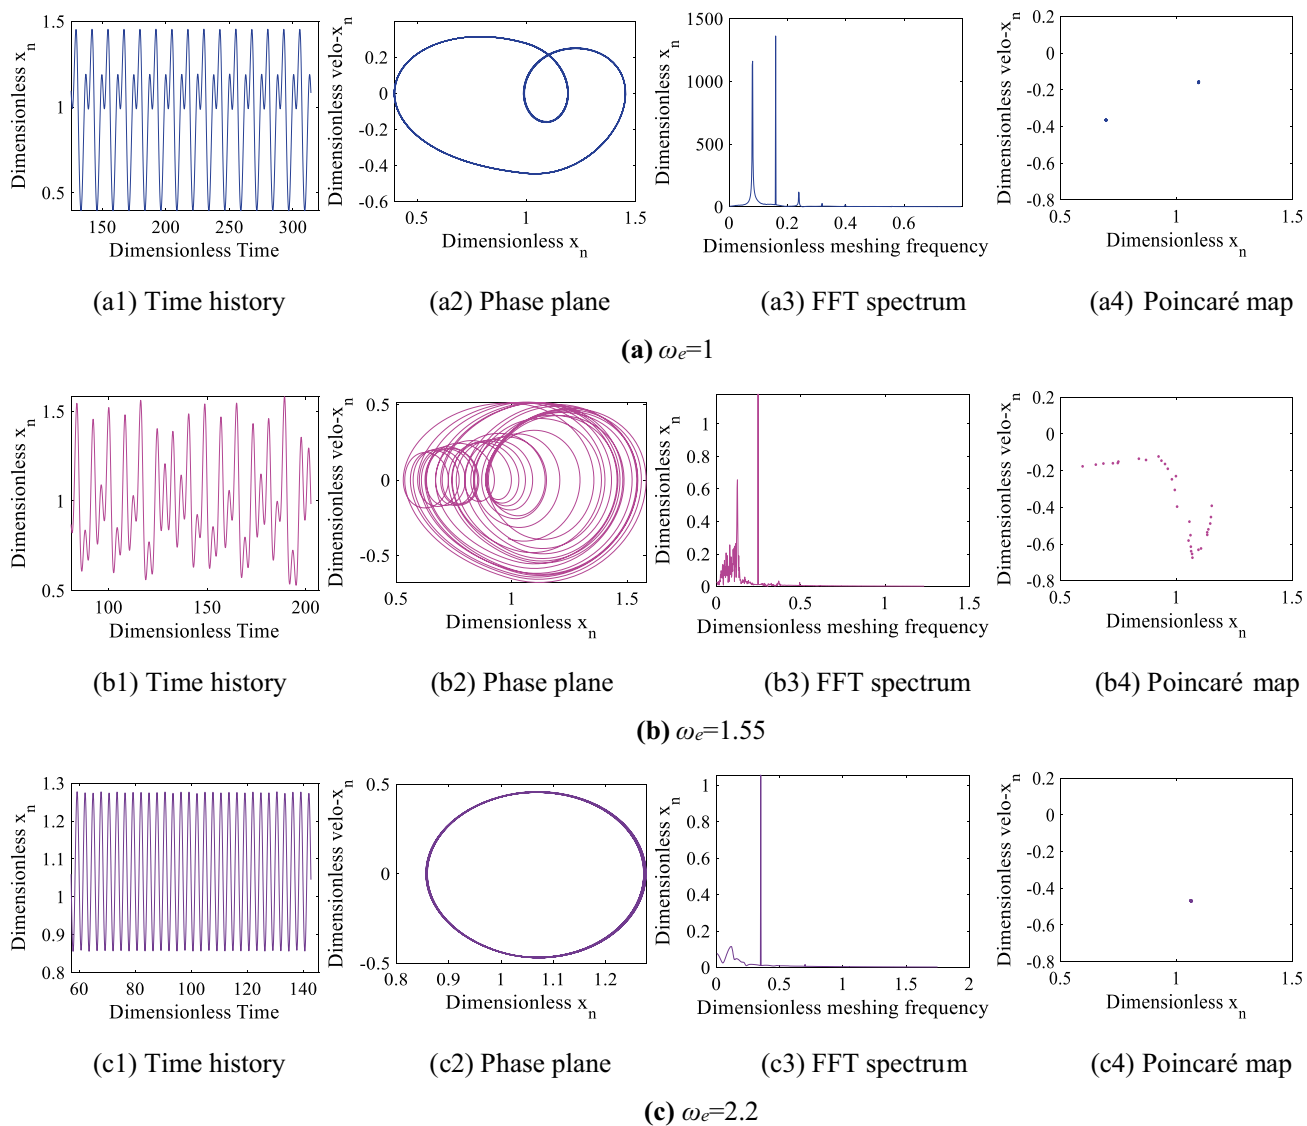 1.5
1
0.5
150 200 250 300
Dimensionless x_n
Dimensionless Time
0.2
0
-0.2
-0.4
-0.6
0.5 1 1.5
Dimensionless velo-x_n
Dimensionless x_n
1500
1000
500
0
0 0.2 0.4 0.6
Dimensionless x_n
Dimensionless meshing frequency
0.2
0
-0.2
-0.4
-0.6
-0.8
0.5 1 1.5
Dimensionless velo-x_n
Dimensionless x_n
(a1) Time history
(a2) Phase plane
(a3) FFT spectrum
(a4) Poincaré map
(a) ωe=1
1.5
1
0.5
100 150 200
Dimensionless x_n
Dimensionless Time
0.5
0
-0.5
0.5 1 1.5
Dimensionless velo-x_n
Dimensionless x_n
1
0.8
0.6
0.4
0.2
0
0 0.5 1 1.5
Dimensionless x_n
Dimensionless meshing frequency
0.2
0
-0.2
-0.4
-0.6
-0.8
0.5 1 1.5
Dimensionless velo-x_n
Dimensionless x_n
(b1) Time history
(b2) Phase plane
(b3) FFT spectrum
(b4) Poincaré map
(b) ωe=1.55
1.3
1.2
1.1
1
0.9
0.8
60 80 100 120 140
Dimensionless x_n
Dimensionless Time
0.5
0
-0.5
0.8 0.9 1 1.1 1.2
Dimensionless velo-x_n
Dimensionless x_n
1
0.8
0.6
0.4
0.2
0
0 0.5 1 1.5 2
Dimensionless x_n
Dimensionless meshing frequency
0.2
0
-0.2
-0.4
-0.6
-0.8
0.5 1 1.5
Dimensionless velo-x_n
Dimensionless x_n
(c1) Time history
(c2) Phase plane
(c3) FFT spectrum
(c4) Poincaré map
(c) ωe=2.2